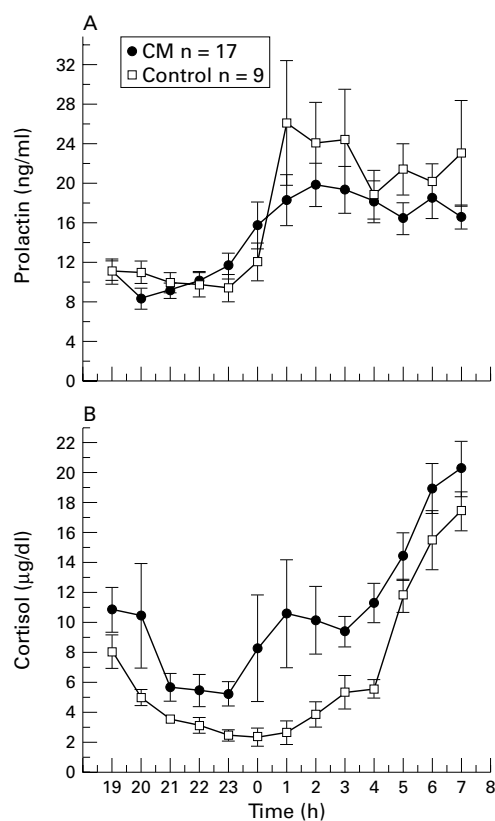 A
CM n = 17
Control n = 9
Prolactin (ng/ml)
32
28
24
20
16
12
8
4
0
B
Cortisol (μg/dl)
22
20
18
16
14
12
10
8
6
4
2
0
19 20 21 22 23 0 1 2 3 4 5 6 7 8
Time (h)